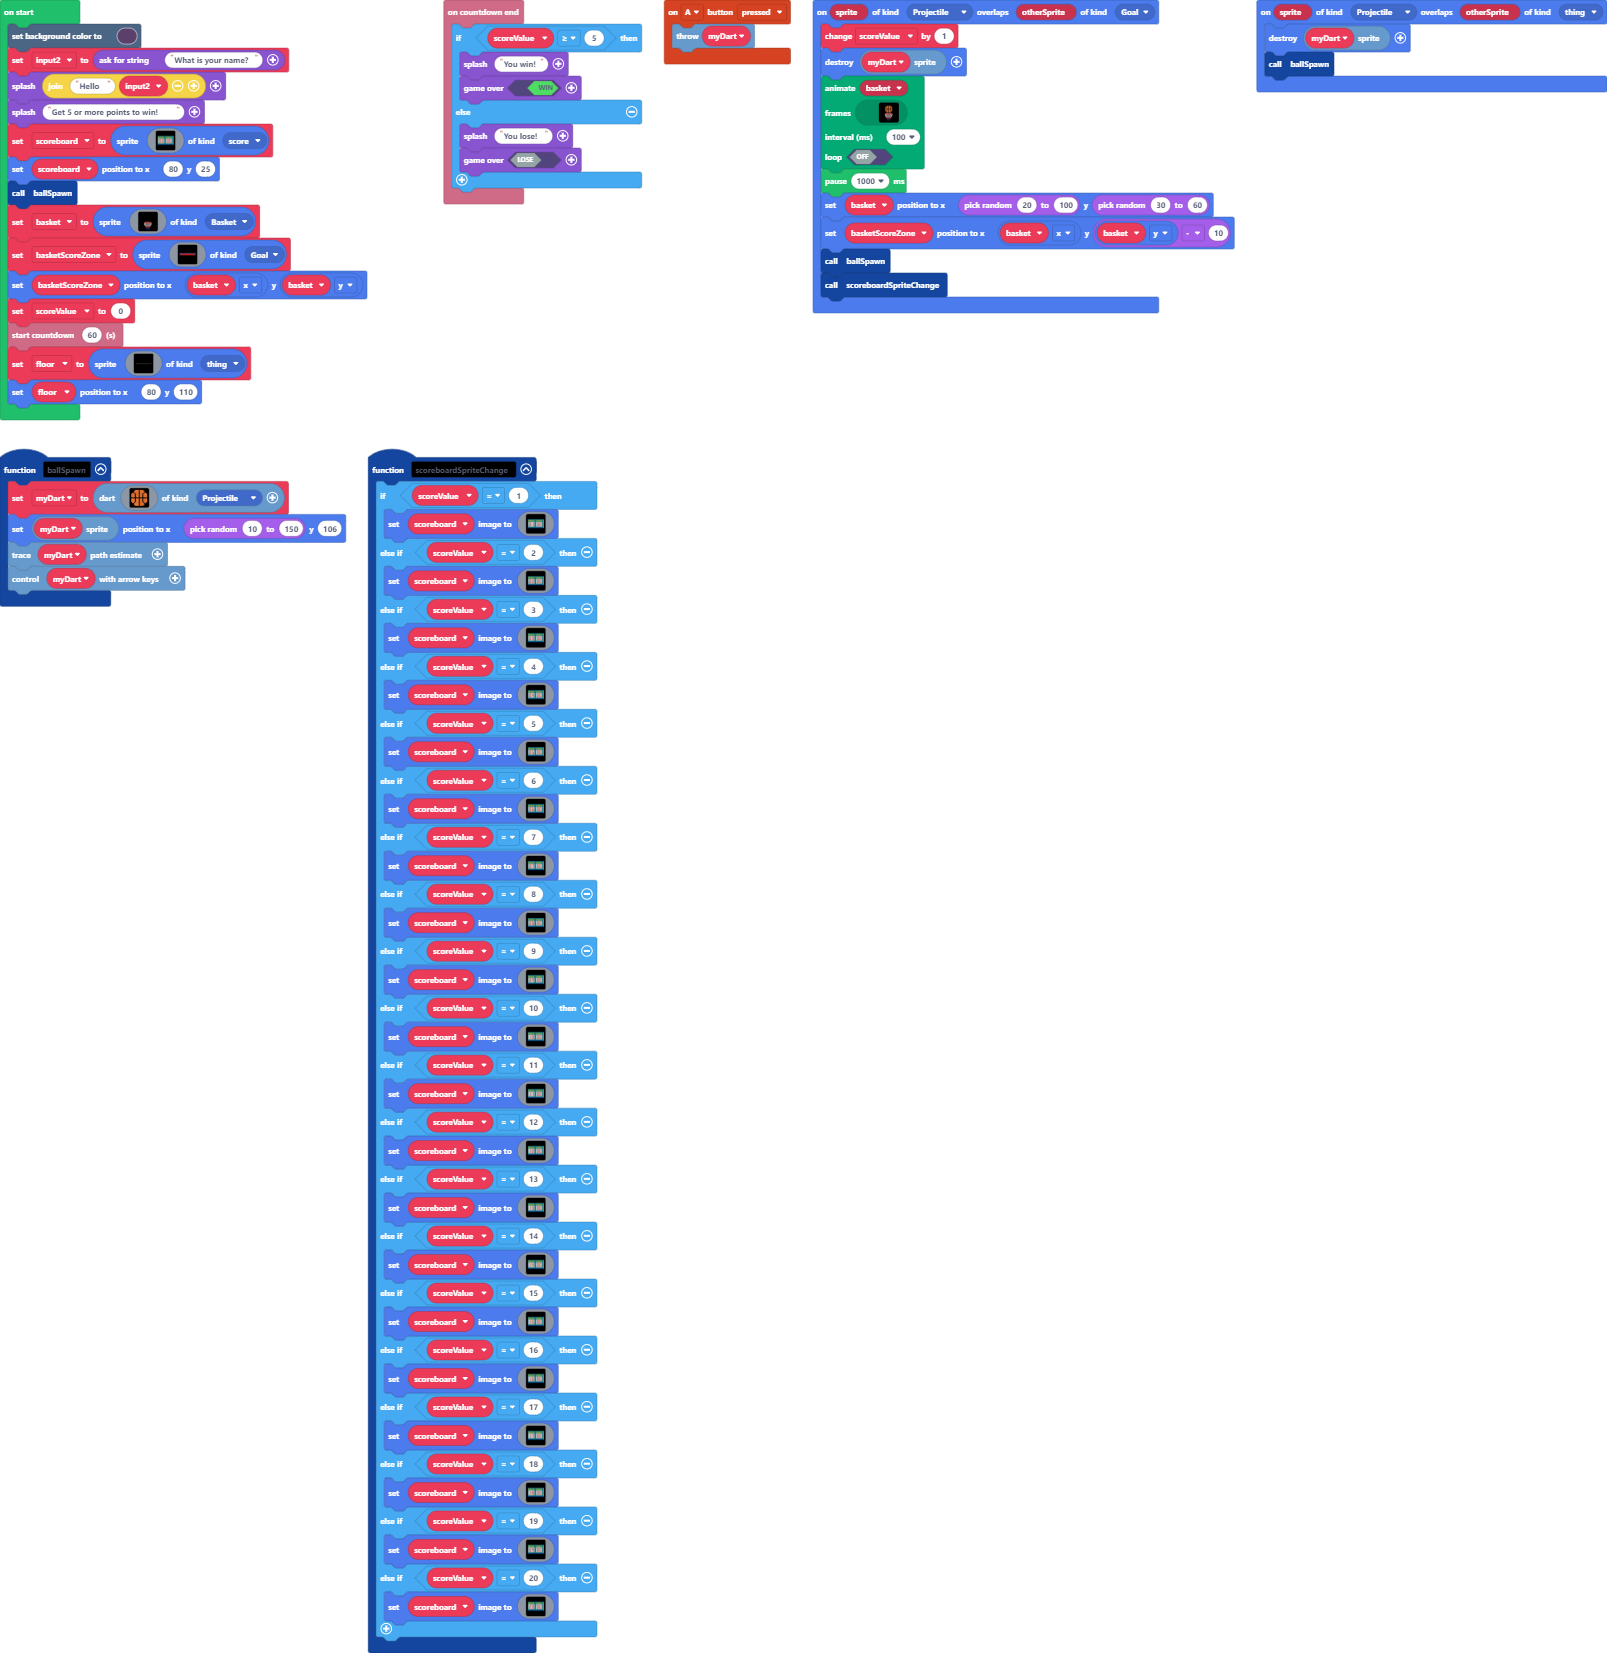 on start
set background color to
set input2 to ask for string "What is your name?"
splash join "Hello " input2
splash "Get 5 or more points to win!"
set scoreboard to sprite of kind score
set scoreboard position to x 80 y 25
call ballSpawn
set basket to sprite of kind Basket
set basketScoreZone to sprite of kind Goal
set basketScoreZone position to x basket x y basket y
set scoreValue to 0
start countdown 60 (s)
set floor to sprite of kind thing
set floor position to x 80 y 110
on countdown end
if scoreValue ≥ 5 then
splash "You win!"
game over WIN
else
splash "You lose!"
game over LOSE
on A button pressed
throw myDart
on sprite of kind Projectile overlaps otherSprite of kind Goal
change scoreValue by 1
destroy myDart sprite
animate basket
frames
interval (ms) 100
loop OFF
pause 1000 ms
set basket position to x pick random 20 to 100 y pick random 30 to 60
set basketScoreZone position to x basket x y basket y - 10
call ballSpawn
call scoreboardSpriteChange
on sprite of kind Projectile overlaps otherSprite of kind thing
destroy myDart sprite
call ballSpawn
function ballSpawn
set myDart to dart of kind Projectile
set myDart sprite position to x pick random 10 to 150 y 106
trace myDart path estimate
control myDart with arrow keys
function scoreboardSpriteChange
if scoreValue = 1 then
set scoreboard image to
else if scoreValue = 2 then
set scoreboard image to
else if scoreValue = 3 then
set scoreboard image to
else if scoreValue = 4 then
set scoreboard image to
else if scoreValue = 5 then
set scoreboard image to
else if scoreValue = 6 then
set scoreboard image to
else if scoreValue = 7 then
set scoreboard image to
else if scoreValue = 8 then
set scoreboard image to
else if scoreValue = 9 then
set scoreboard image to
else if scoreValue = 10 then
set scoreboard image to
else if scoreValue = 11 then
set scoreboard image to
else if scoreValue = 12 then
set scoreboard image to
else if scoreValue = 13 then
set scoreboard image to
else if scoreValue = 14 then
set scoreboard image to
else if scoreValue = 15 then
set scoreboard image to
else if scoreValue = 16 then
set scoreboard image to
else if scoreValue = 17 then
set scoreboard image to
else if scoreValue = 18 then
set scoreboard image to
else if scoreValue = 19 then
set scoreboard image to
else if scoreValue = 20 then
set scoreboard image to